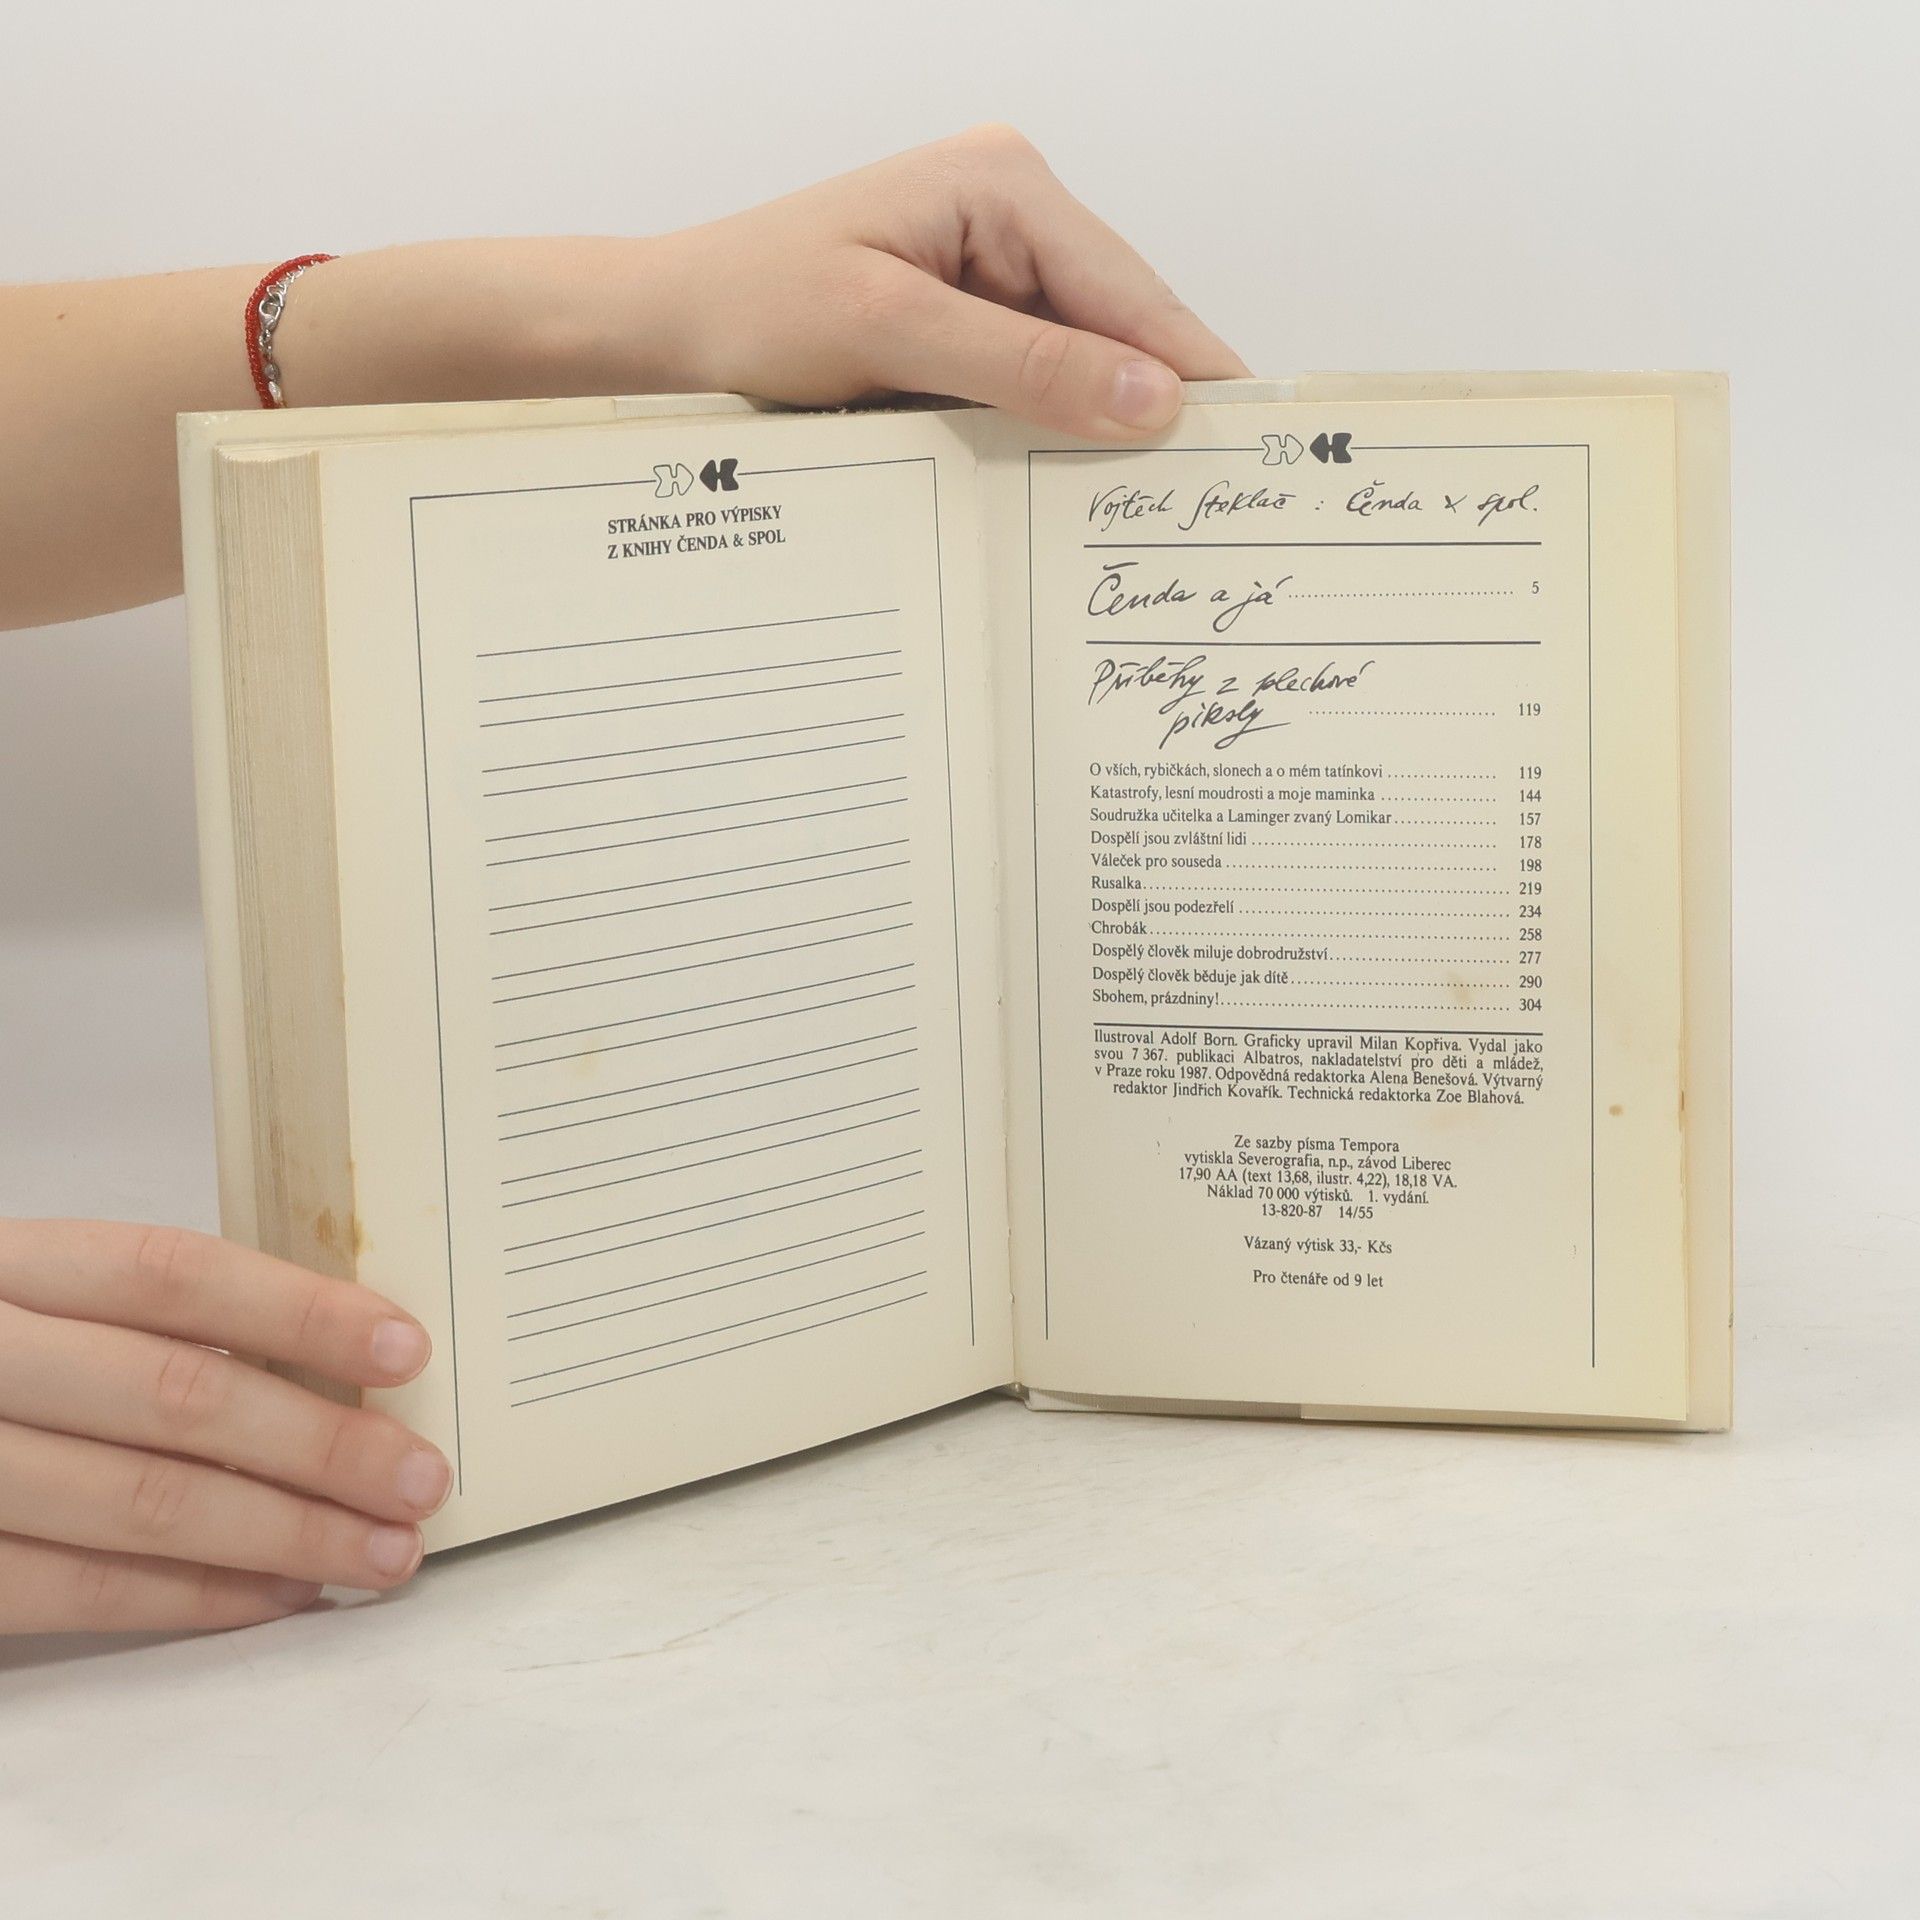 STRÁNKA PRO VÝPISKY
Z KNIHY ČENDA & SPOL
Vojtěch Steklač : Čenda & spol.
Čenda a já ........ 5
Příběhy z plechové
piksly ........ 119
O vších, rybičkách, slonech a o mém tatínkovi ........ 119
Katastrofy, lesní moudrosti a moje maminka ........ 144
Soudružka učitelka a Laminger zvaný Lomikar ........ 157
Dospělí jsou zvláštní lidi ........ 178
Váleček pro souseda ........ 198
Rusalka ........ 219
Dospělí jsou podezřelí ........ 234
Chrobák ........ 258
Dospělý člověk miluje dobrodružství ........ 277
Dospělý člověk běduje jak dítě ........ 290
Sbohem, prázdniny! ........ 304
Ilustroval Adolf Born. Graficky upravil Milan Kopřiva. Vydal jako
svou 7 367. publikaci Albatros, nakladatelství pro děti a mládež,
v Praze roku 1987. Odpovědná redaktorka Alena Benešová. Výtvarný
redaktor Jindřich Kovařík. Technická redaktorka Zoe Blahová.
Ze sazby písma Tempora
vytiskla Severografia, n.p., závod Liberec
17,90 AA (text 13,68, ilustr. 4,22), 18,18 VA.
Náklad 70 000 výtisků. 1. vydání.
13-820-87 14/55
Vázaný výtisk 33,- Kčs
Pro čtenáře od 9 let